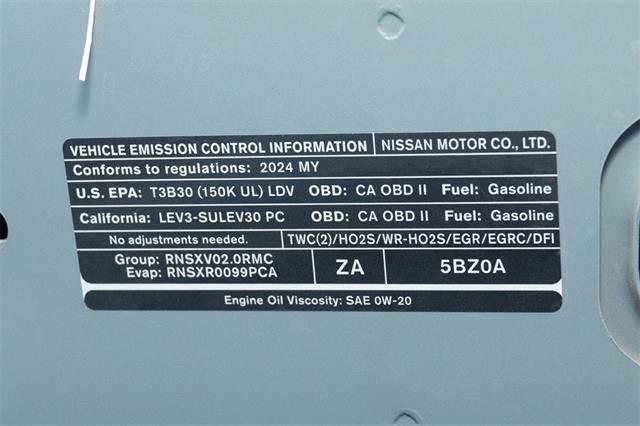 VEHICLE EMISSION CONTROL INFORMATION NISSAN MOTOR CO., LTD.
Conforms to regulations: 2024 MY
U.S. EPA: T3B30 (150K UL) LDV OBD: CA OBD II Fuel: Gasoline
California: LEV3-SULEV30 PC OBD: CA OBD II Fuel: Gasoline
No adjustments needed. TWC(2)/HO2S/WR-HO2S/EGR/EGRC/DFI
Group: RNSXV02.0RMC
Evap: RNSXR0099PCA
ZA 5BZ0A
Engine Oil Viscosity: SAE 0W-20